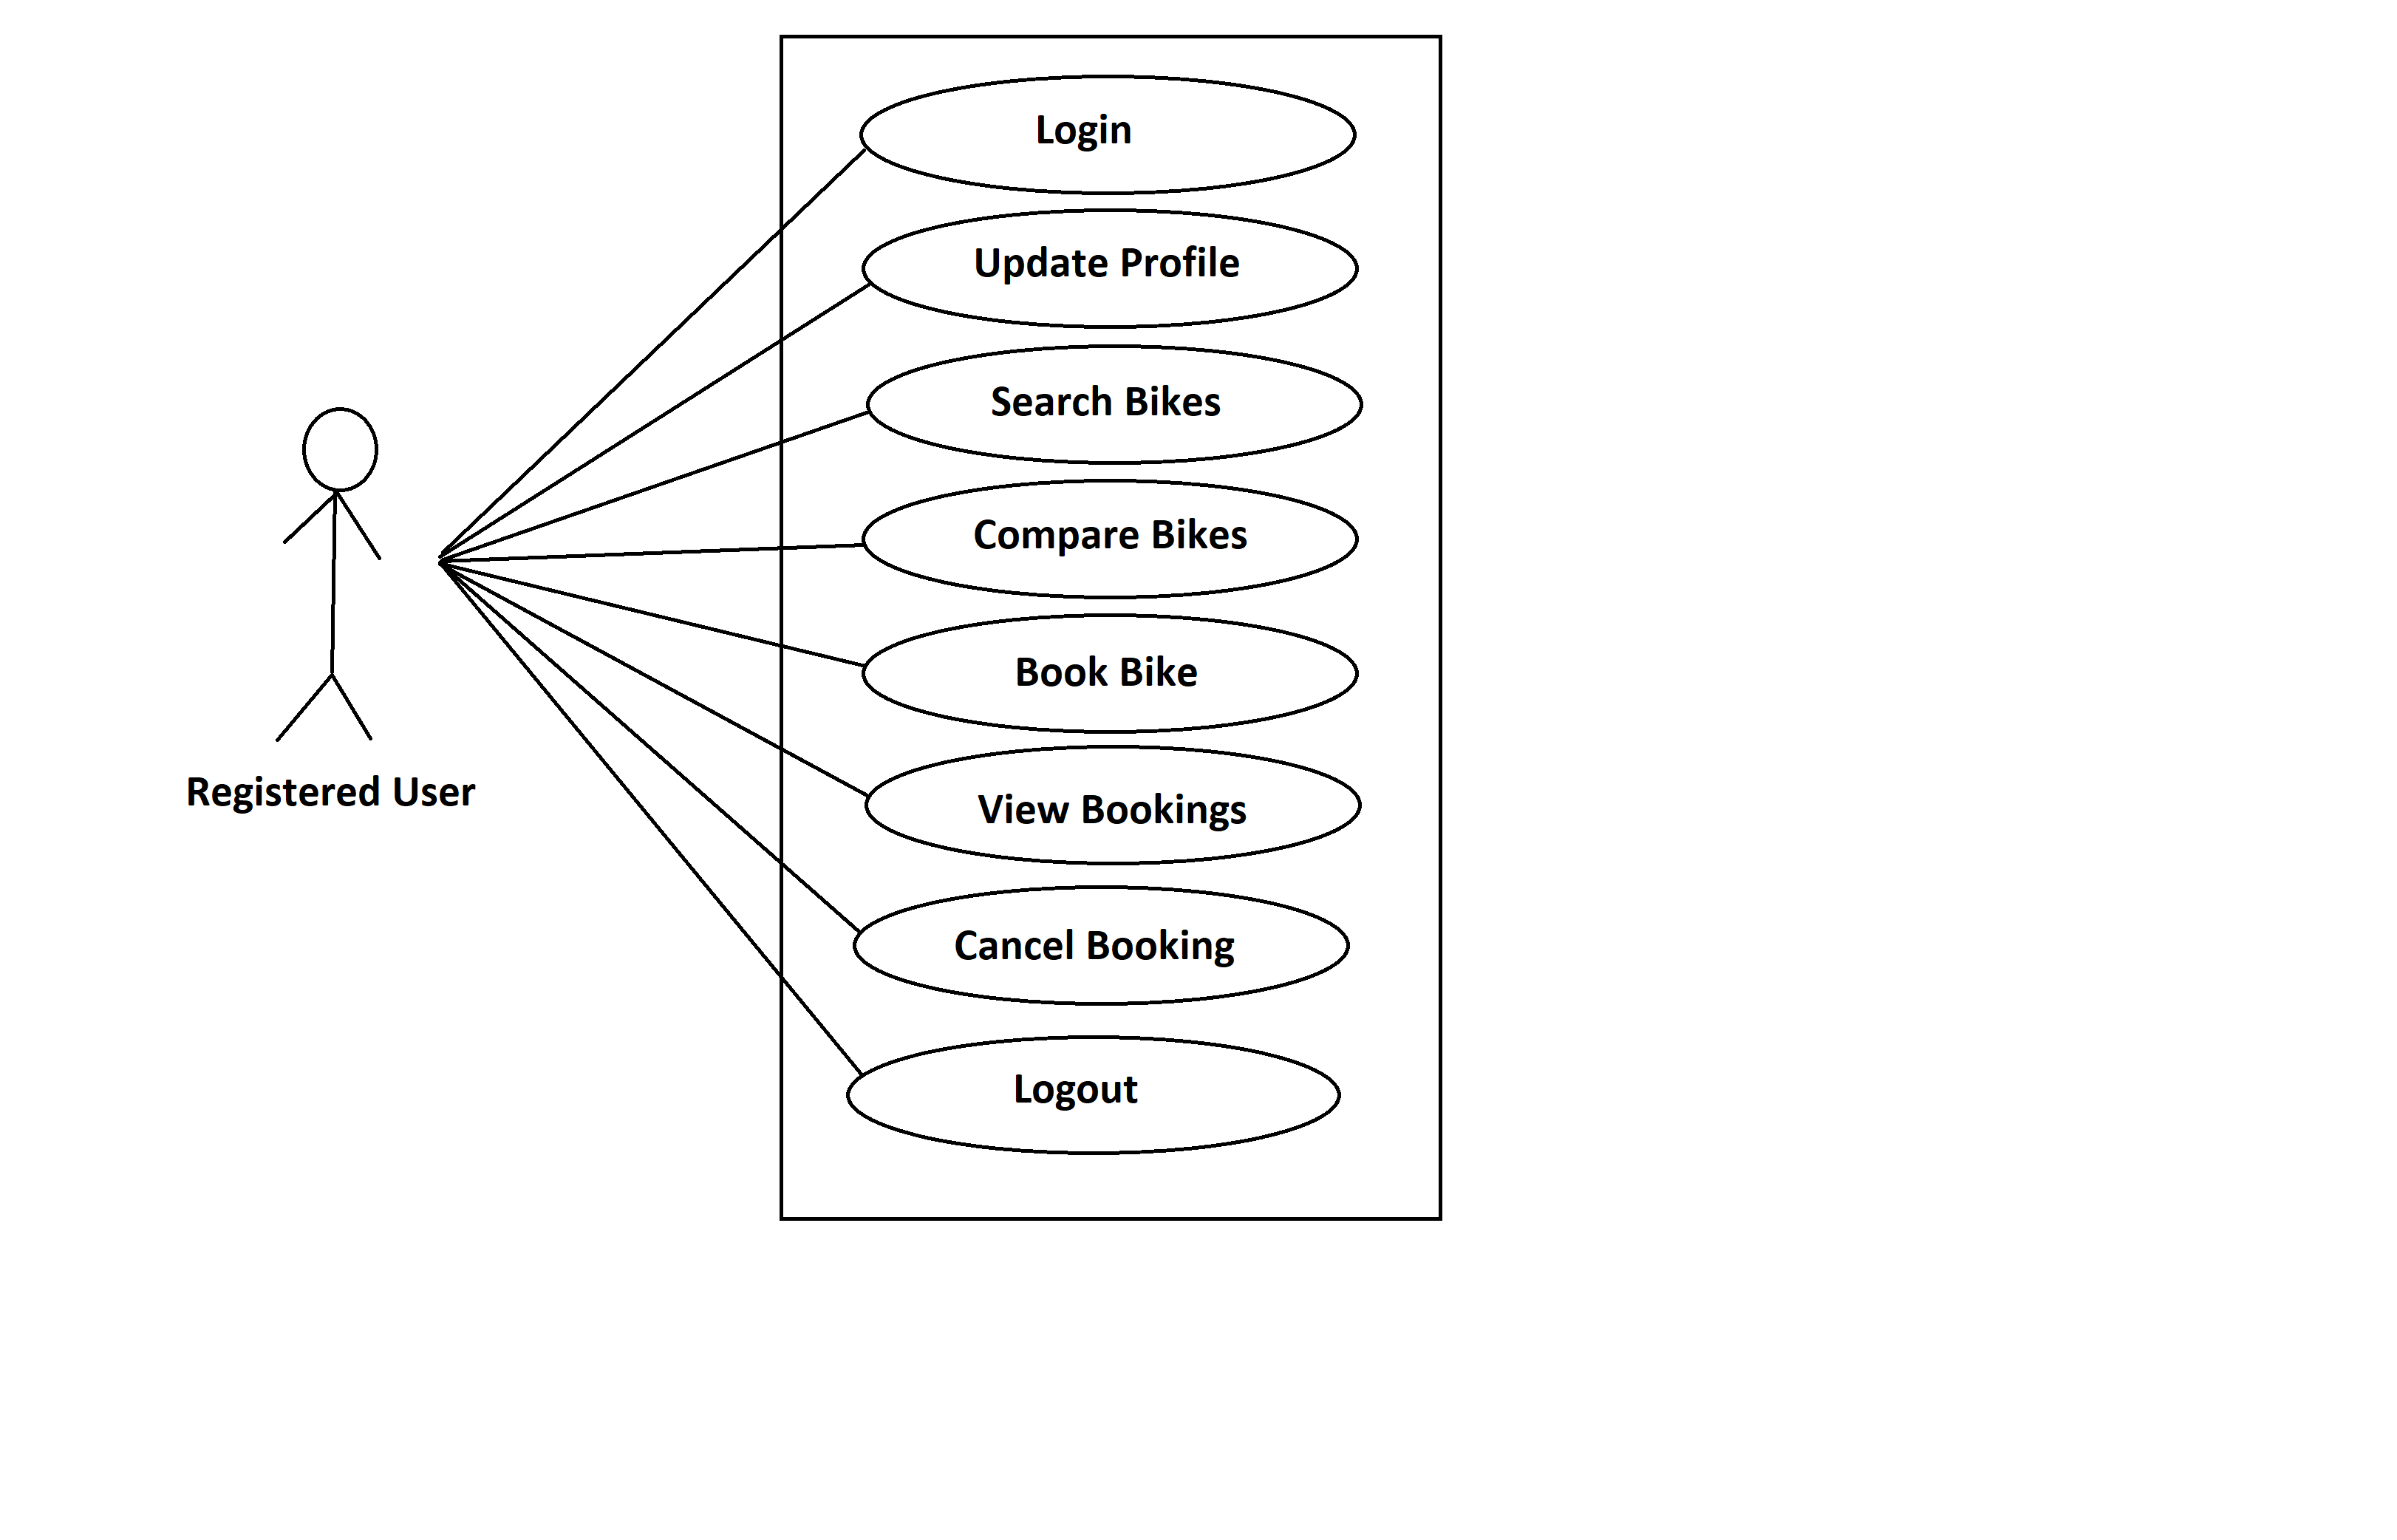 Login
Update Profile
Search Bikes
Compare Bikes
Book Bike
Registered User
View Bookings
Cancel Booking
Logout